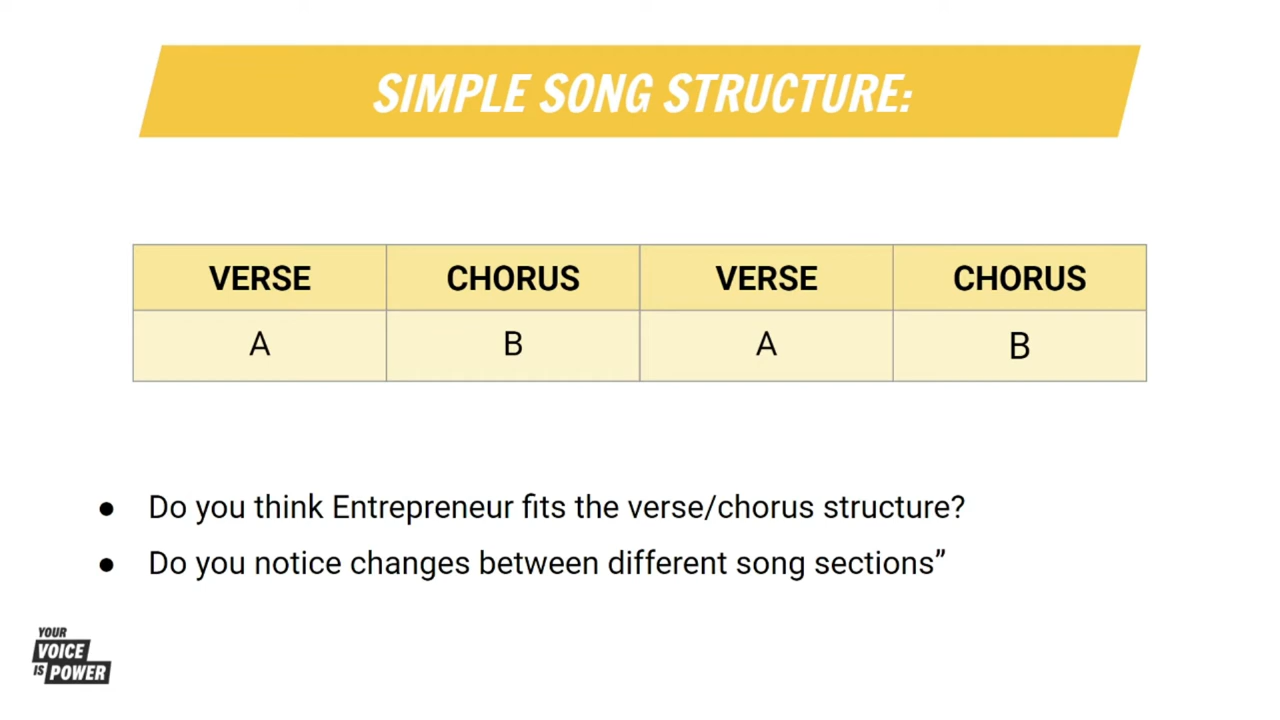 SIMPLE SONG STRUCTURE:
VERSE CHORUS VERSE CHORUS
A B A B
● Do you think Entrepreneur fits the verse/chorus structure?
● Do you notice changes between different song sections”
YOUR
VOICE
IS POWER